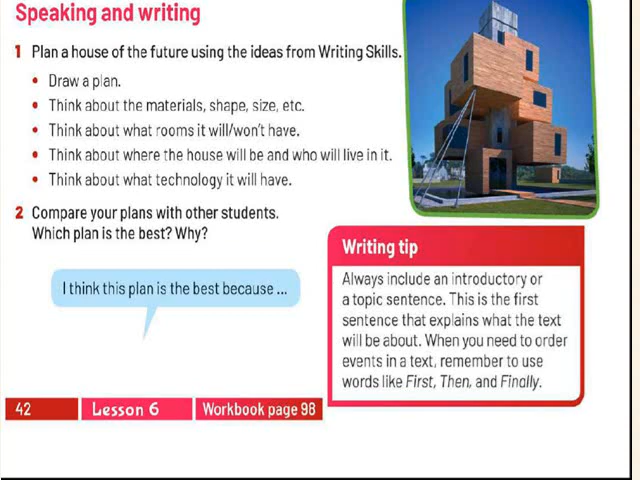 Speaking and writing
1 Plan a house of the future using the ideas from Writing Skills.
• Draw a plan.
• Think about the materials, shape, size, etc.
• Think about what rooms it will/won't have.
• Think about where the house will be and who will live in it.
• Think about what technology it will have.
2 Compare your plans with other students.
Which plan is the best? Why?
I think this plan is the best because ...
Writing tip
Always include an introductory or
a topic sentence. This is the first
sentence that explains what the text
will be about. When you need to order
events in a text, remember to use
words like First, Then, and Finally.
42 Lesson 6 Workbook page 98